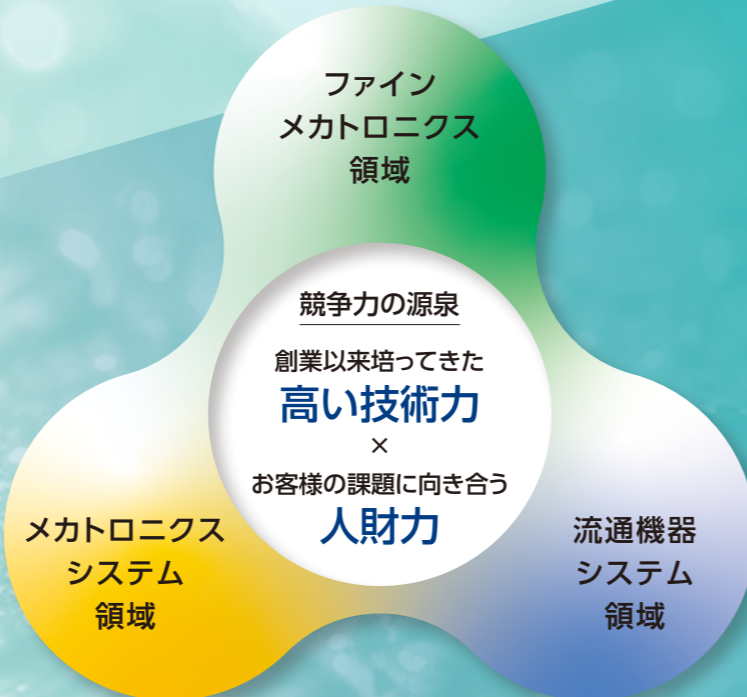 ファイン
メカトロニクス
領域
競争力の源泉
創業以来培ってきた
高い技術力
×
お客様の課題に向き合う
人財力
メカトロニクス
システム
領域
流通機器
システム
領域